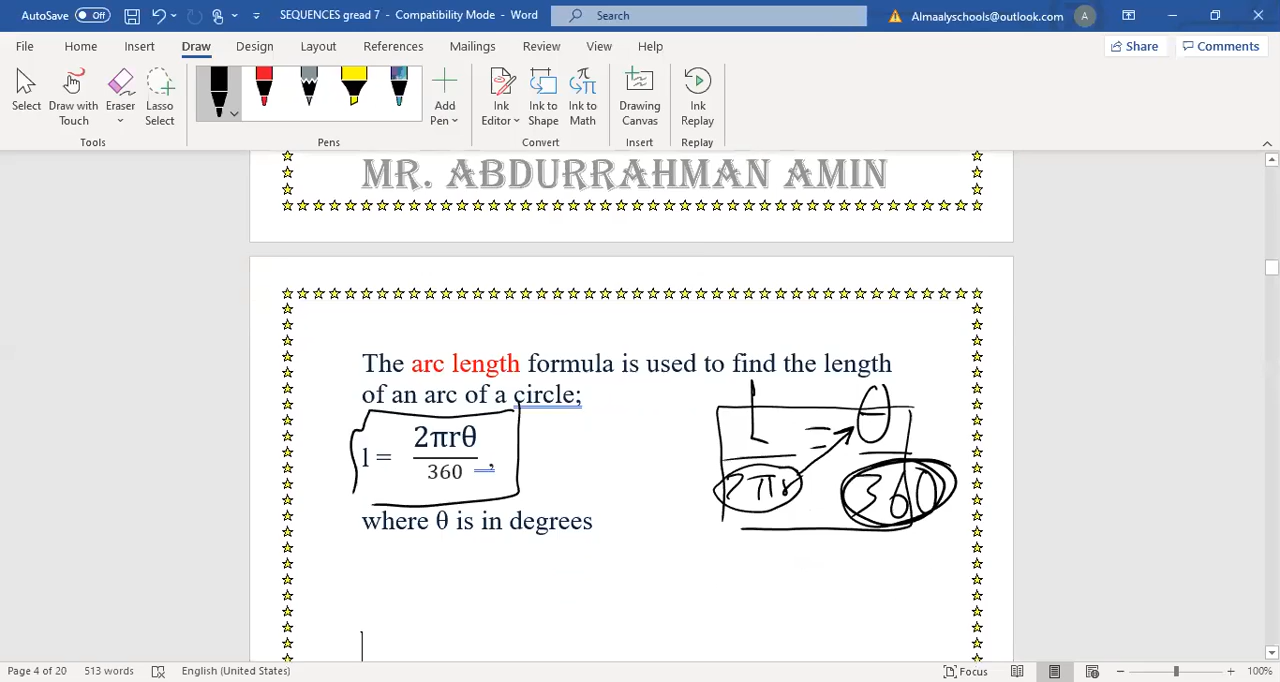 AutoSave Off SEQUENCES gread 7 - Compatibility Mode - Word Search Almaalyschools@outlook.com A
File Home Insert Draw Design Layout References Mailings Review View Help Share Comments
Select Draw with Touch Eraser Lasso Select Add Pen Ink Editor Ink to Shape Ink to Math Drawing Canvas Ink Replay
Tools Pens Convert Insert Replay
MR. ABDURRAHMAN AMIN
The arc length formula is used to find the length
of an arc of a circle;
l = 2πrθ/360 ,
L/2πr = θ/360
where θ is in degrees
Page 4 of 20 513 words English (United States) Focus 100%